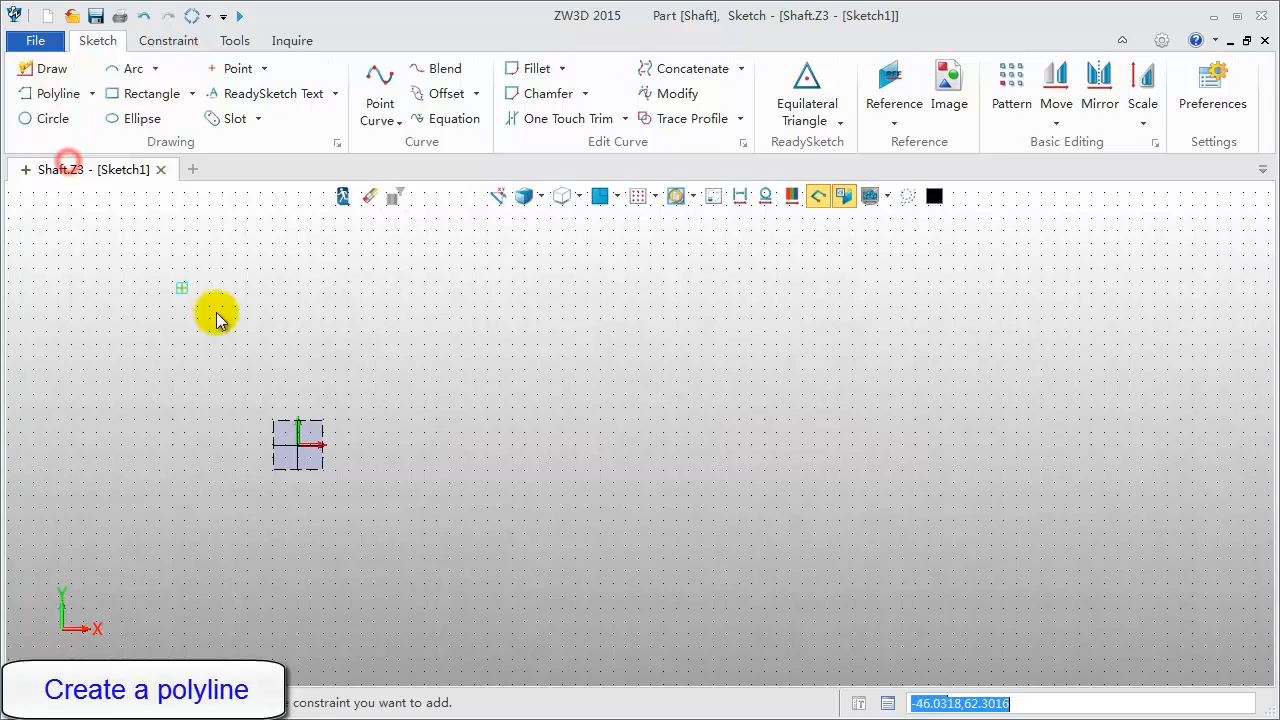 ZW3D 2015 Part [Shaft], Sketch - [Shaft.Z3 - [Sketch1]]
File Sketch Constraint Tools Inquire
Draw Arc Point
Polyline Rectangle ReadySketch Text
Circle Ellipse Slot
Drawing
Point Curve
Blend
Offset
Equation
Curve
Fillet Concatenate
Chamfer Modify
One Touch Trim Trace Profile
Edit Curve
Equilateral Triangle
ReadySketch
Reference Image
Reference
Pattern Move Mirror Scale
Basic Editing
Preferences
Settings
Shaft.Z3 - [Sketch1]
Y
X
Create a polyline
constraint you want to add.
-46.0318,62.3016